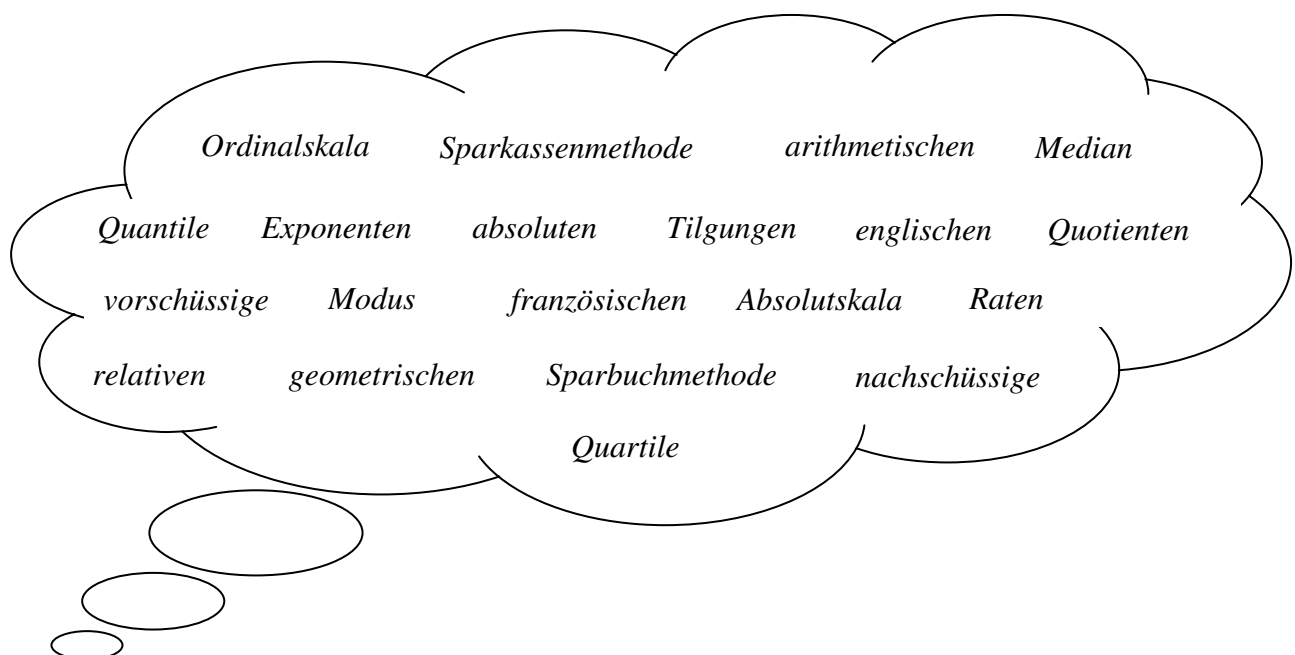 Ordinalskala Sparkassenmethode arithmetischen Median
Quantile Exponenten absoluten Tilgungen englischen Quotienten
vorschüssige Modus französischen Absolutskala Raten
relativen geometrischen Sparbuchmethode nachschüssige
Quartile